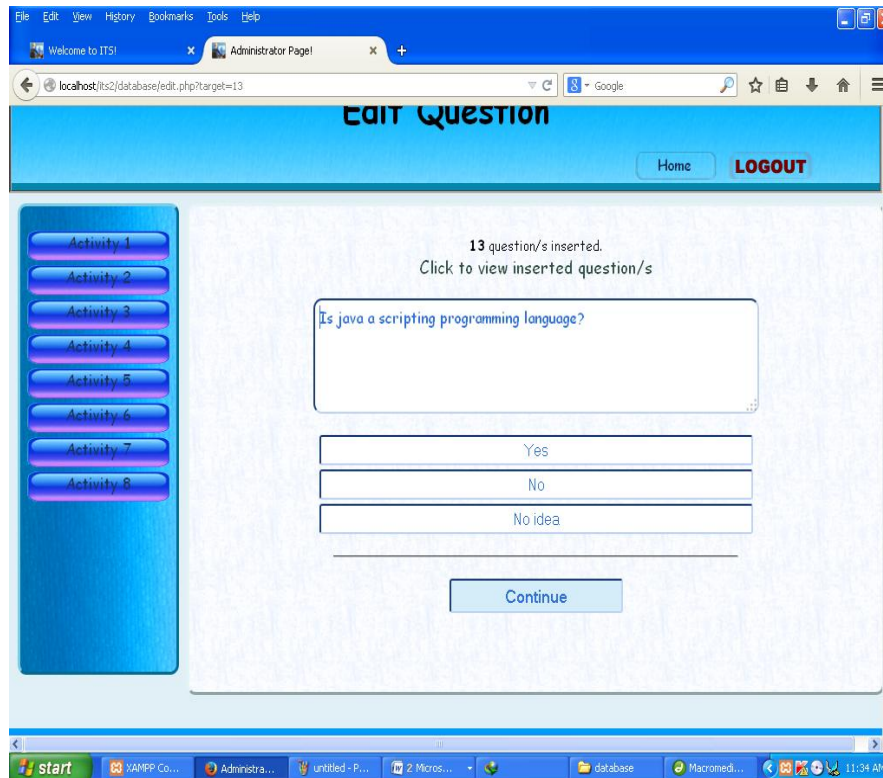 File Edit View History Bookmarks Tools Help
Welcome to ITS! × Administrator Page! × +
localhost/its2/database/edit.php?target=13 Google
Edit Question
Home LOGOUT
Activity 1
Activity 2
Activity 3
Activity 4
Activity 5
Activity 6
Activity 7
Activity 8
13 question/s inserted.
Click to view inserted question/s
Is java a scripting programming language?
Yes
No
No idea
Continue
start XAMPP Co... Administra... untitled - P... 2 Micros... database Macromedi... 11:34 AM